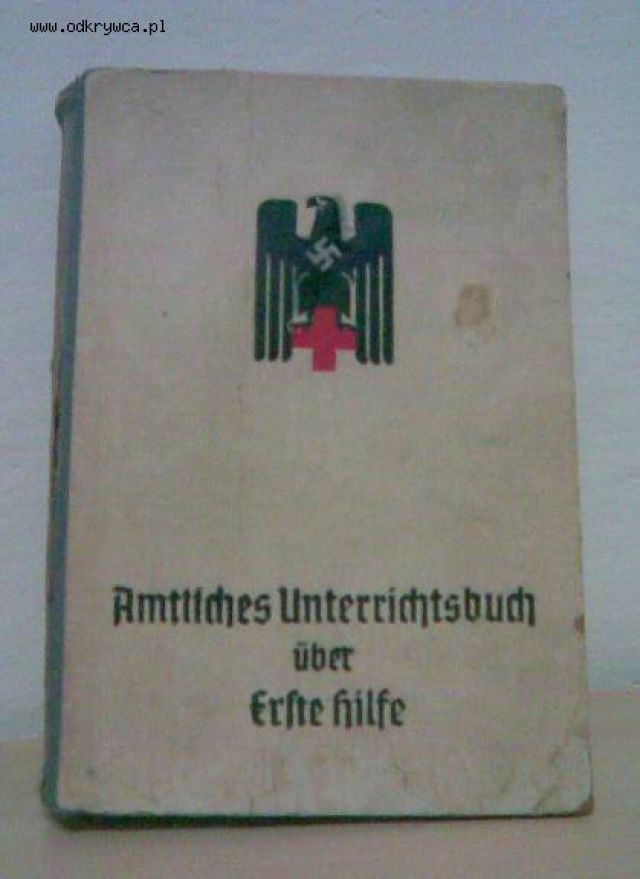 www.odkrywca.pl
Amtliches Unterrichtsbuch
über
Erste Hilfe